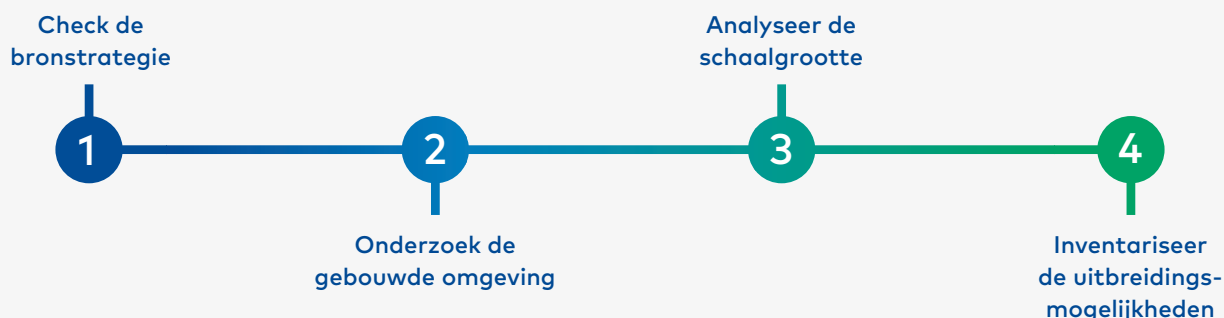 Check de
bronstrategie
1
Onderzoek de
gebouwde omgeving
2
Analyseer de
schaalgrootte
3
Inventariseer
de uitbreidings-
mogelijkheden
4